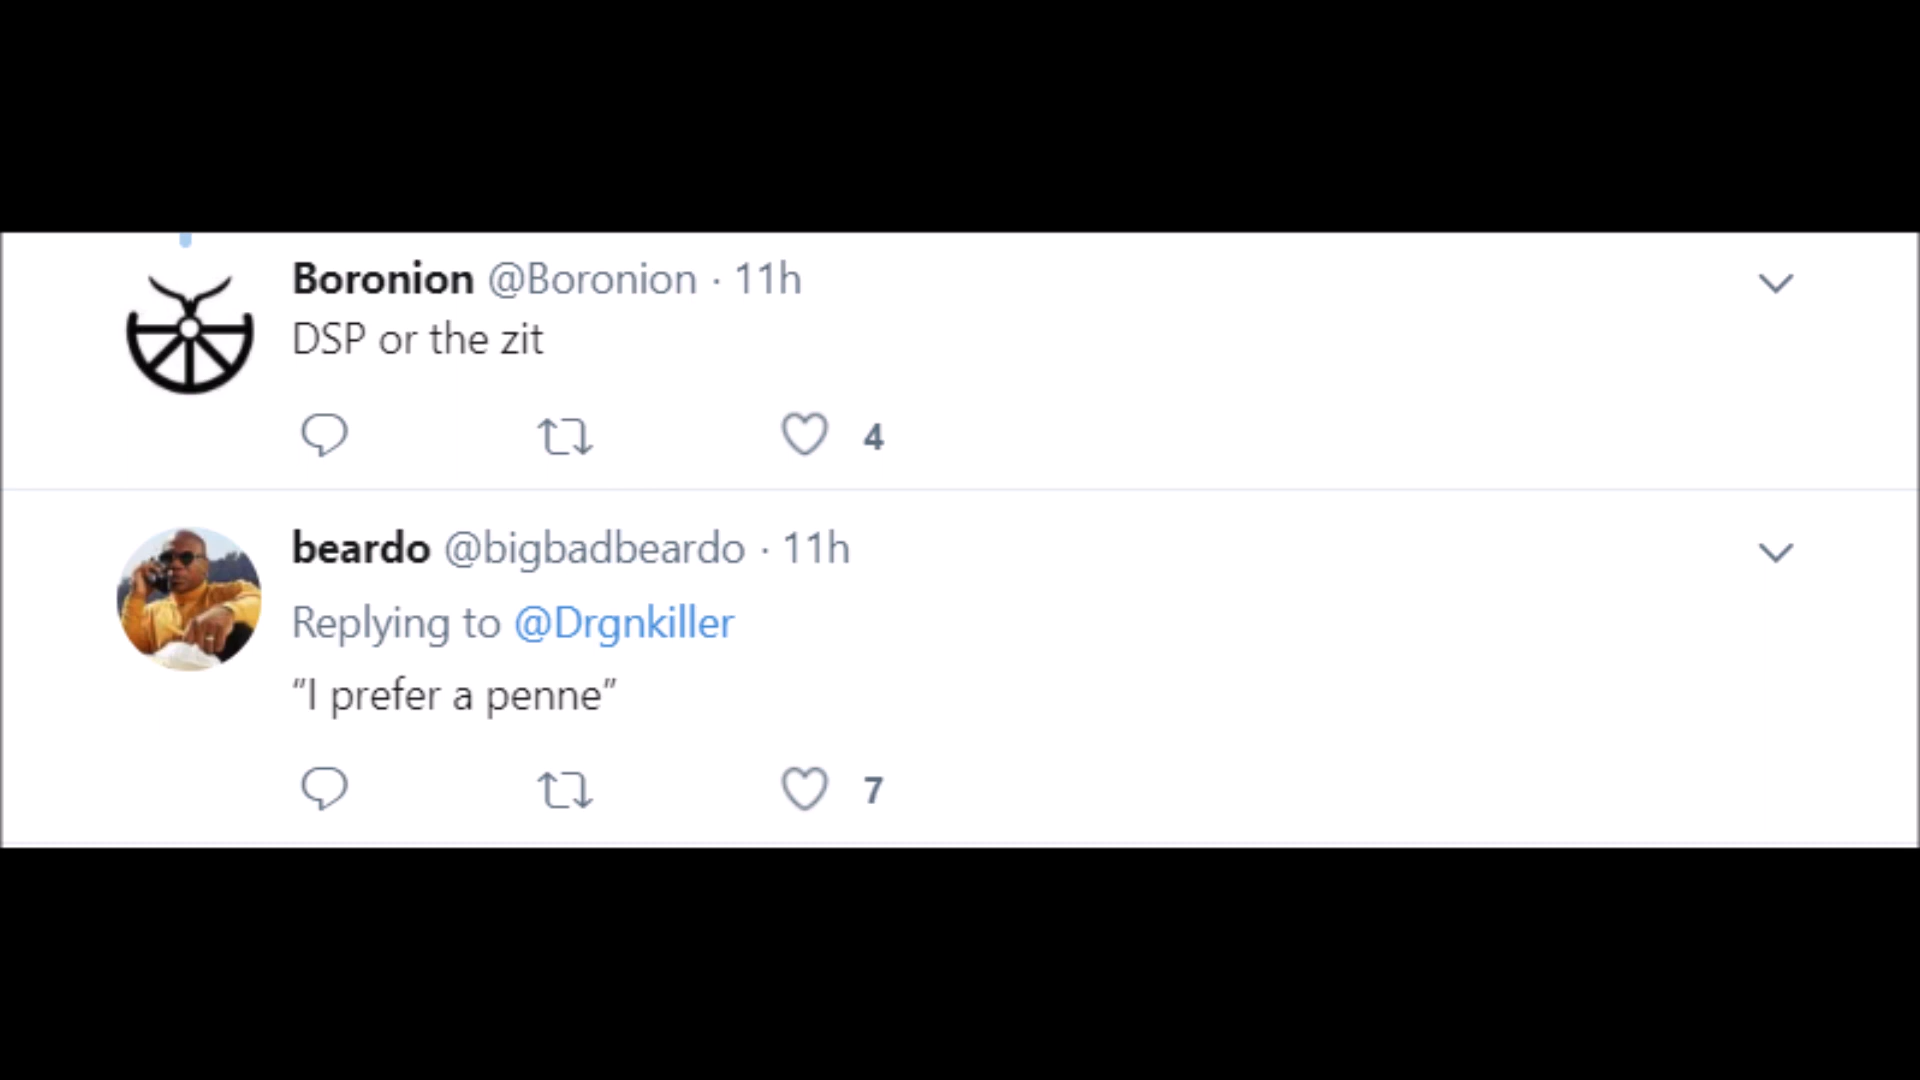 Boronion @Boronion · 11h
DSP or the zit
4
beardo @bigbadbeardo · 11h
Replying to @Drgnkiller
“I prefer a penne”
7